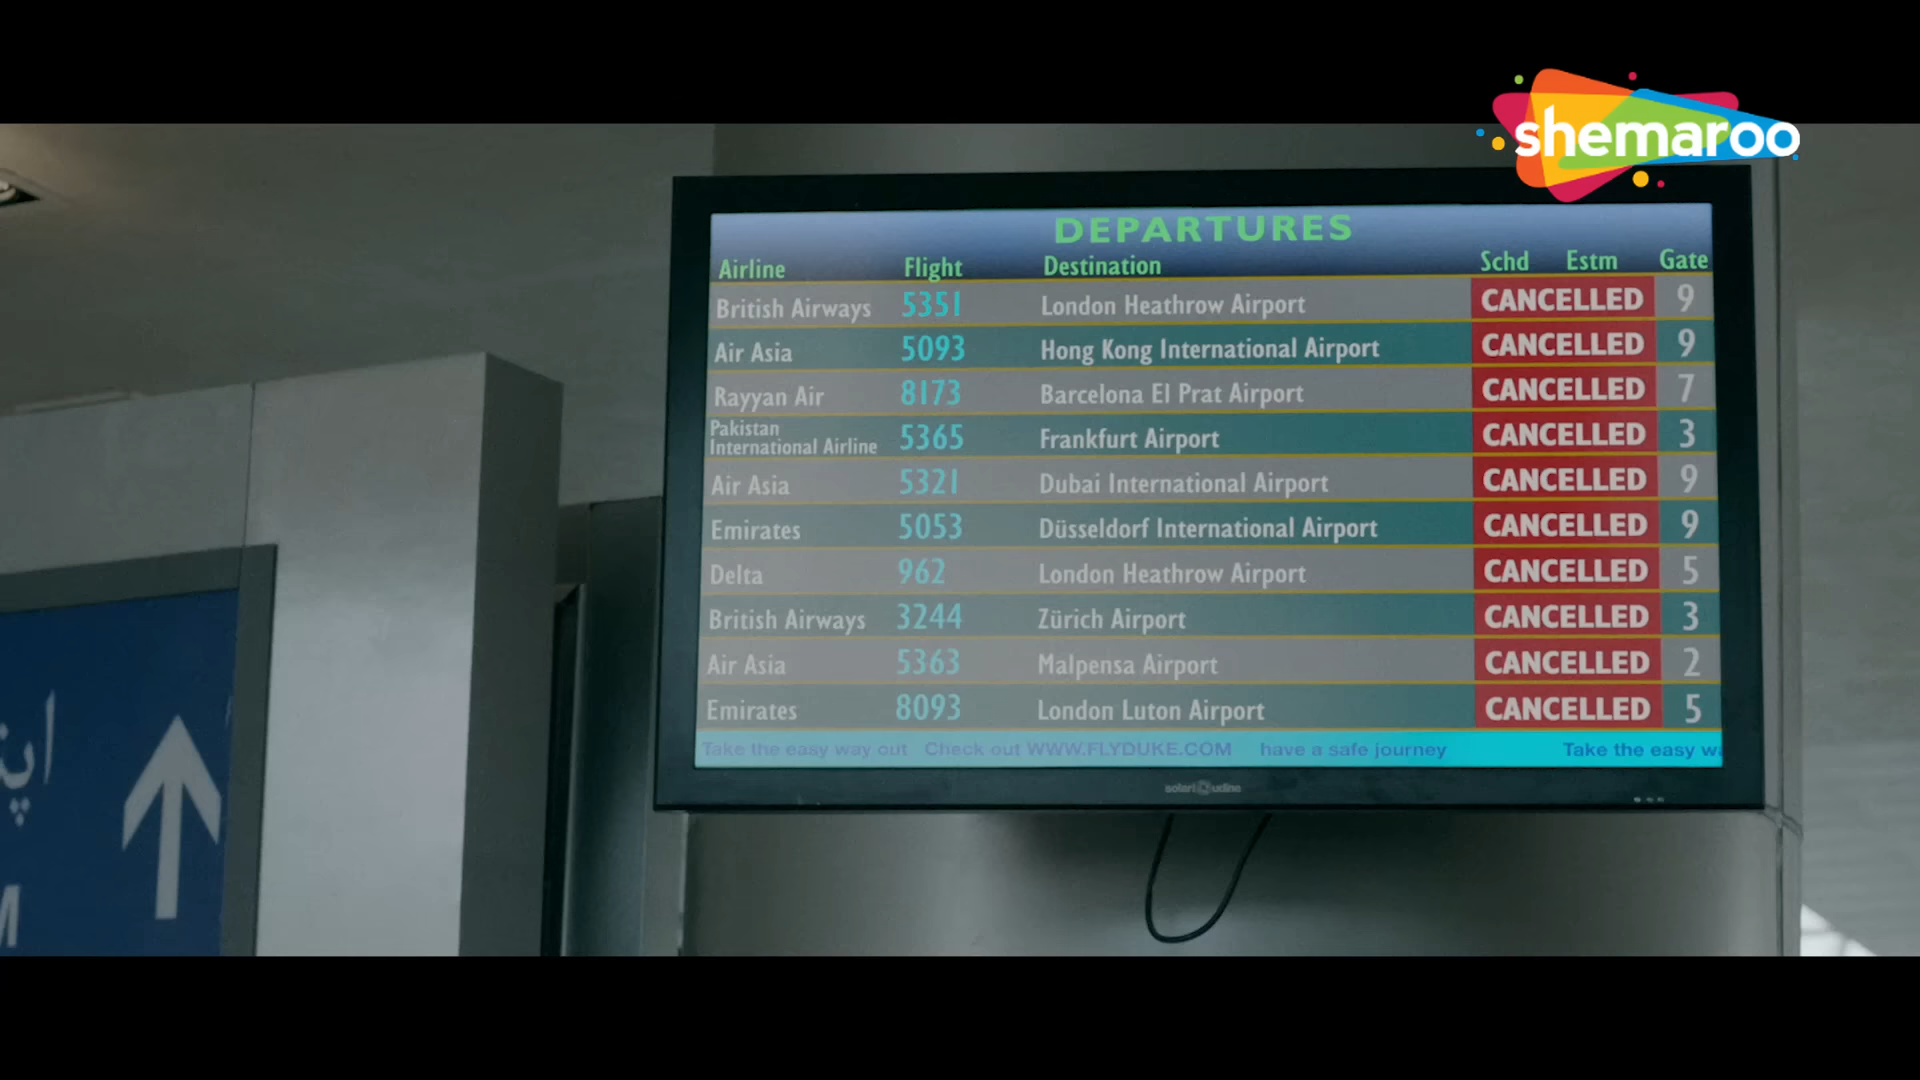 shemaroo
DEPARTURES
Airline Flight Destination Schd Estm Gate
British Airways 5351 London Heathrow Airport CANCELLED 9
Air Asia 5093 Hong Kong International Airport CANCELLED 9
Rayyan Air 8173 Barcelona El Prat Airport CANCELLED 7
Pakistan
International Airline 5365 Frankfurt Airport CANCELLED 3
Air Asia 5321 Dubai International Airport CANCELLED 9
Emirates 5053 Düsseldorf International Airport CANCELLED 9
Delta 962 London Heathrow Airport CANCELLED 5
British Airways 3244 Zürich Airport CANCELLED 3
Air Asia 5363 Malpensa Airport CANCELLED 2
Emirates 8093 London Luton Airport CANCELLED 5
Take the easy way out Check out WWW.FLYDUKE.COM have a safe journey Take the easy
solari udine